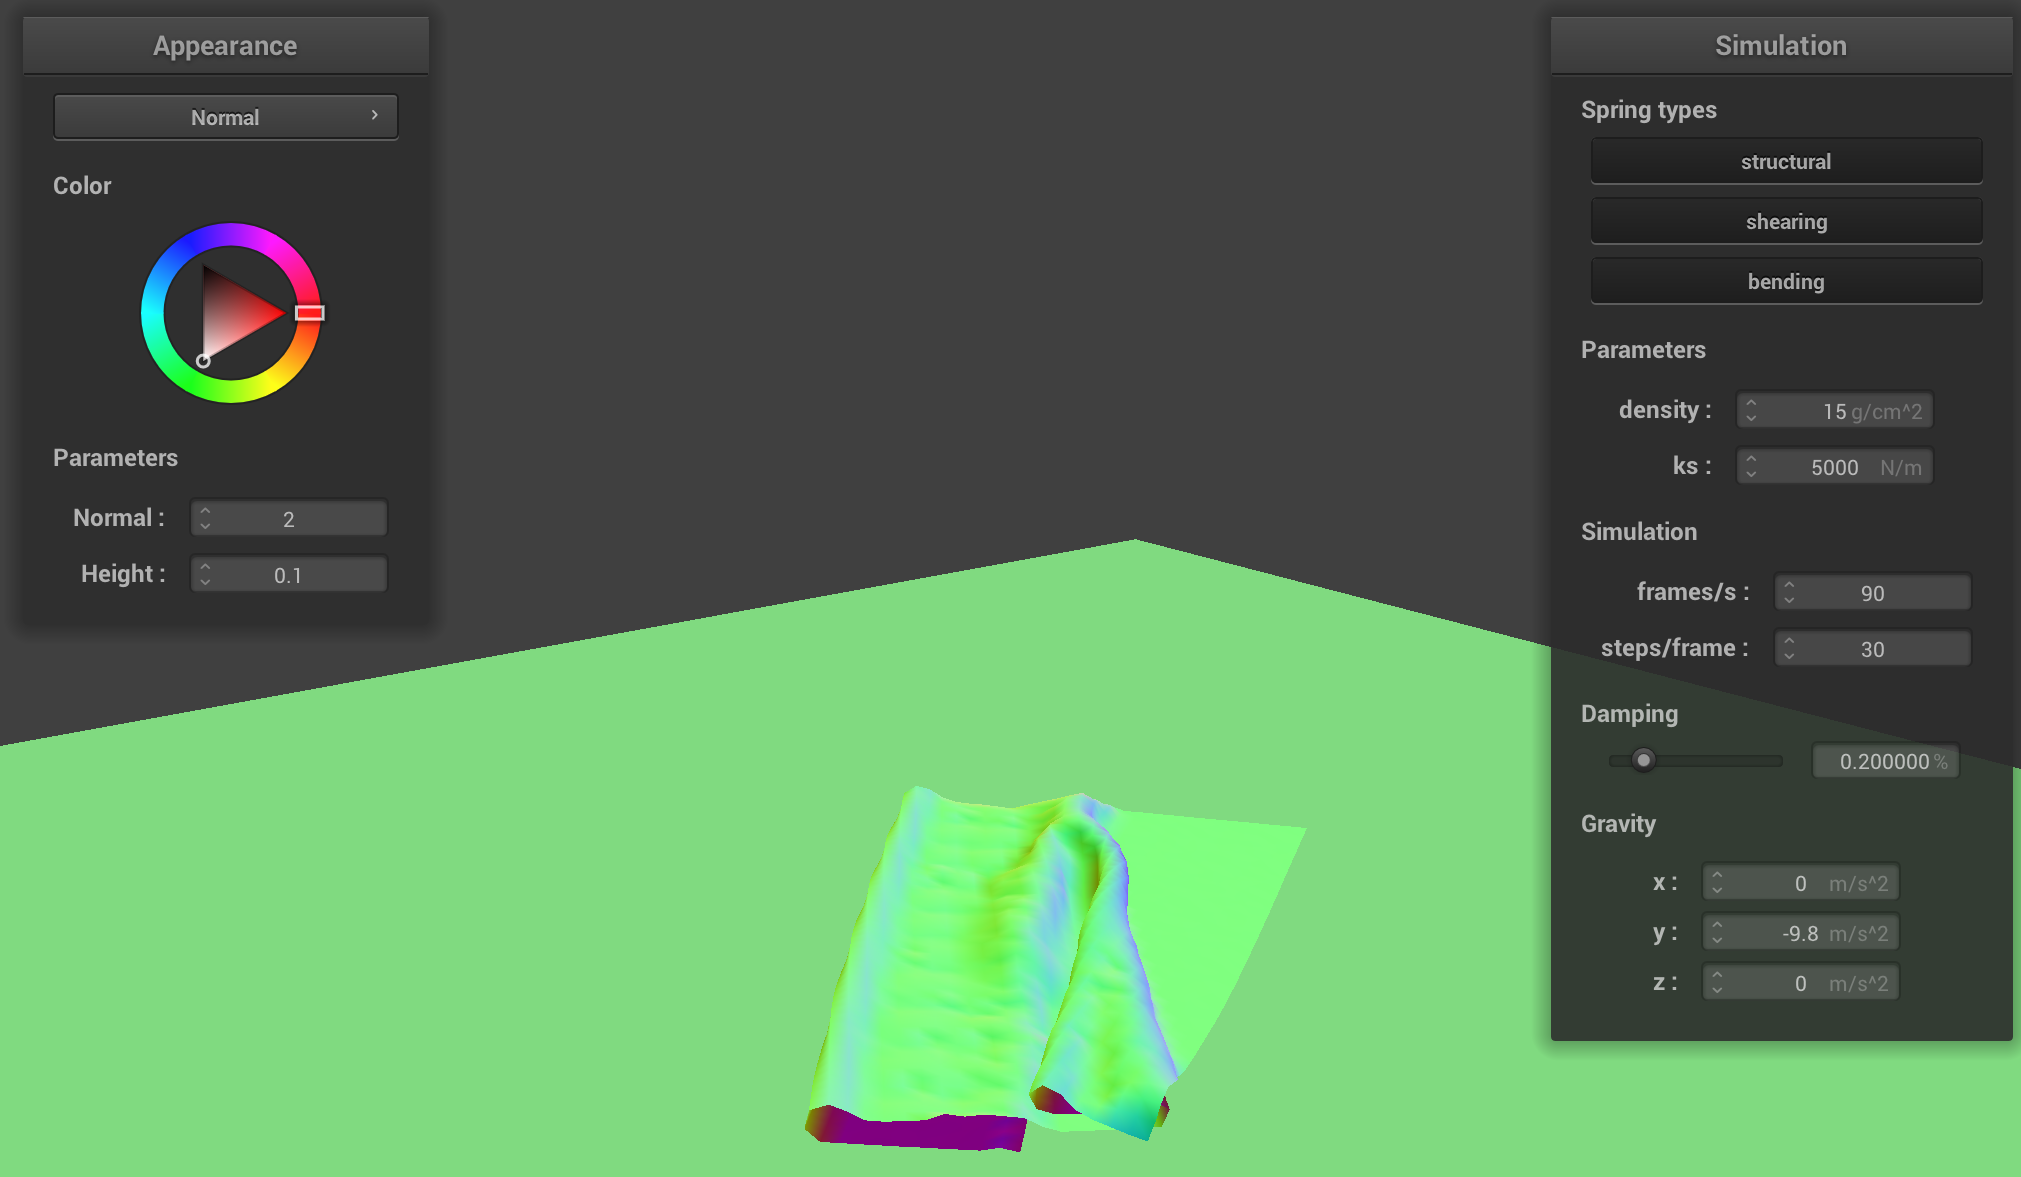 Appearance
Normal
Color
Parameters
Normal : 2
Height : 0.1
Simulation
Spring types
structural
shearing
bending
Parameters
density : 15 g/cm^2
ks : 5000 N/m
Simulation
frames/s : 90
steps/frame : 30
Damping
0.200000 %
Gravity
x : 0 m/s^2
y : -9.8 m/s^2
z : 0 m/s^2